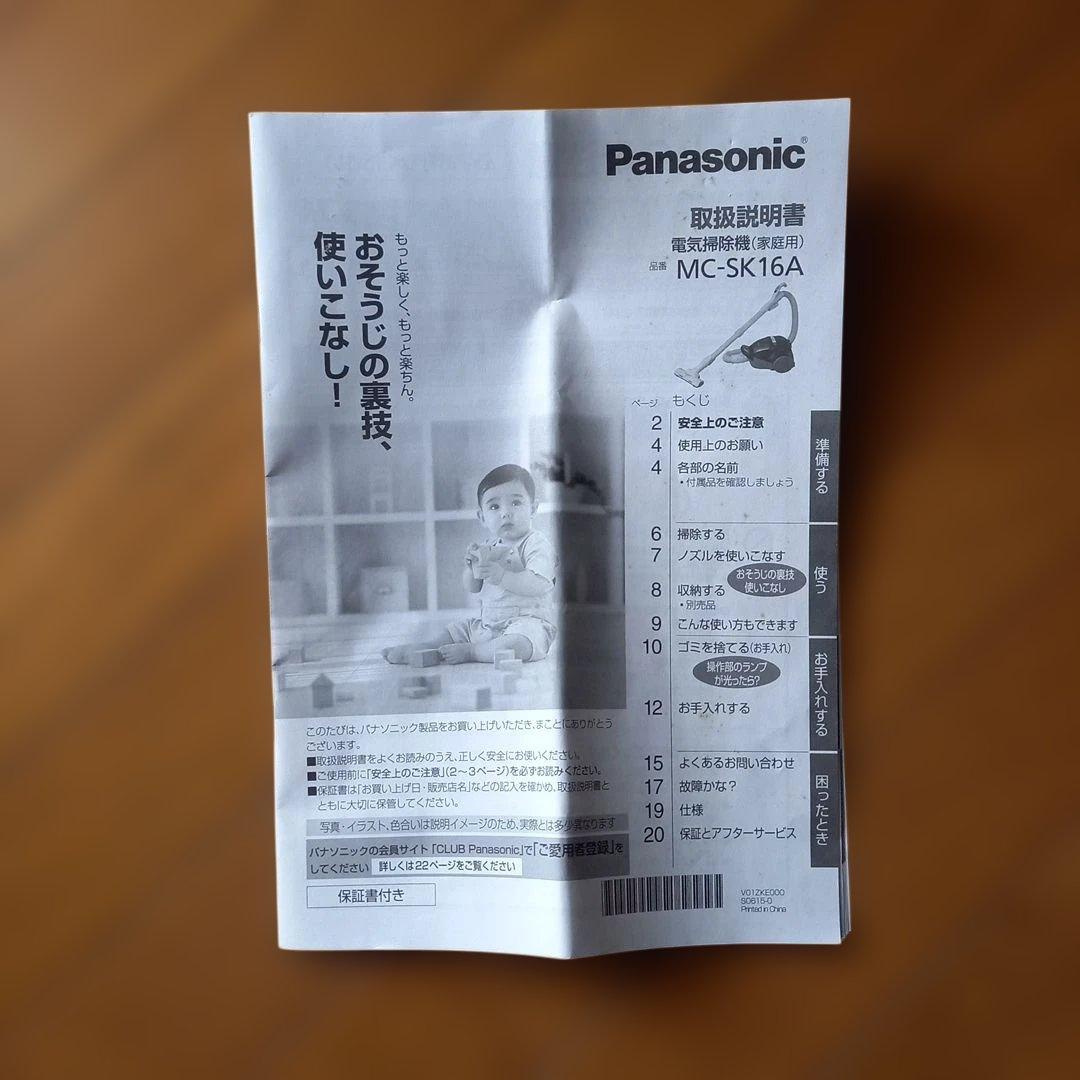 Panasonic®
取扱説明書
電気掃除機(家庭用)
品番 MC-SK16A
もっと楽しく、もっと楽ちん。
おそうじの裏技、
使いこなし！
ページ もくじ
2 安全上のご注意
4 使用上のお願い
4 各部の名前
・付属品を確認しましょう
準備する
6 掃除する
7 ノズルを使いこなす
おそうじの裏技
使いこなし
8 収納する
・別売品
9 こんな使い方もできます
使う
10 ゴミを捨てる(お手入れ)
操作部のランプ
が光ったら?
12 お手入れする
お手入れする
15 よくあるお問い合わせ
17 故障かな？
19 仕様
20 保証とアフターサービス
困ったとき
このたびは、パナソニック製品をお買い上げいただき、まことにありがとう
ございます。
■取扱説明書をよくお読みのうえ、正しく安全にお使いください。
■ご使用前に「安全上のご注意」(2～3ページ)を必ずお読みください。
■保証書は「お買い上げ日・販売店名」などの記入を確かめ、取扱説明書と
ともに大切に保管してください。
写真・イラスト、色合いは説明イメージのため、実際とは多少異なります
パナソニックの会員サイト「CLUB Panasonic」で「ご愛用者登録」を
してください 詳しくは22ページをご覧ください
保証書付き
V01ZKE000
S0615-0
Printed in China